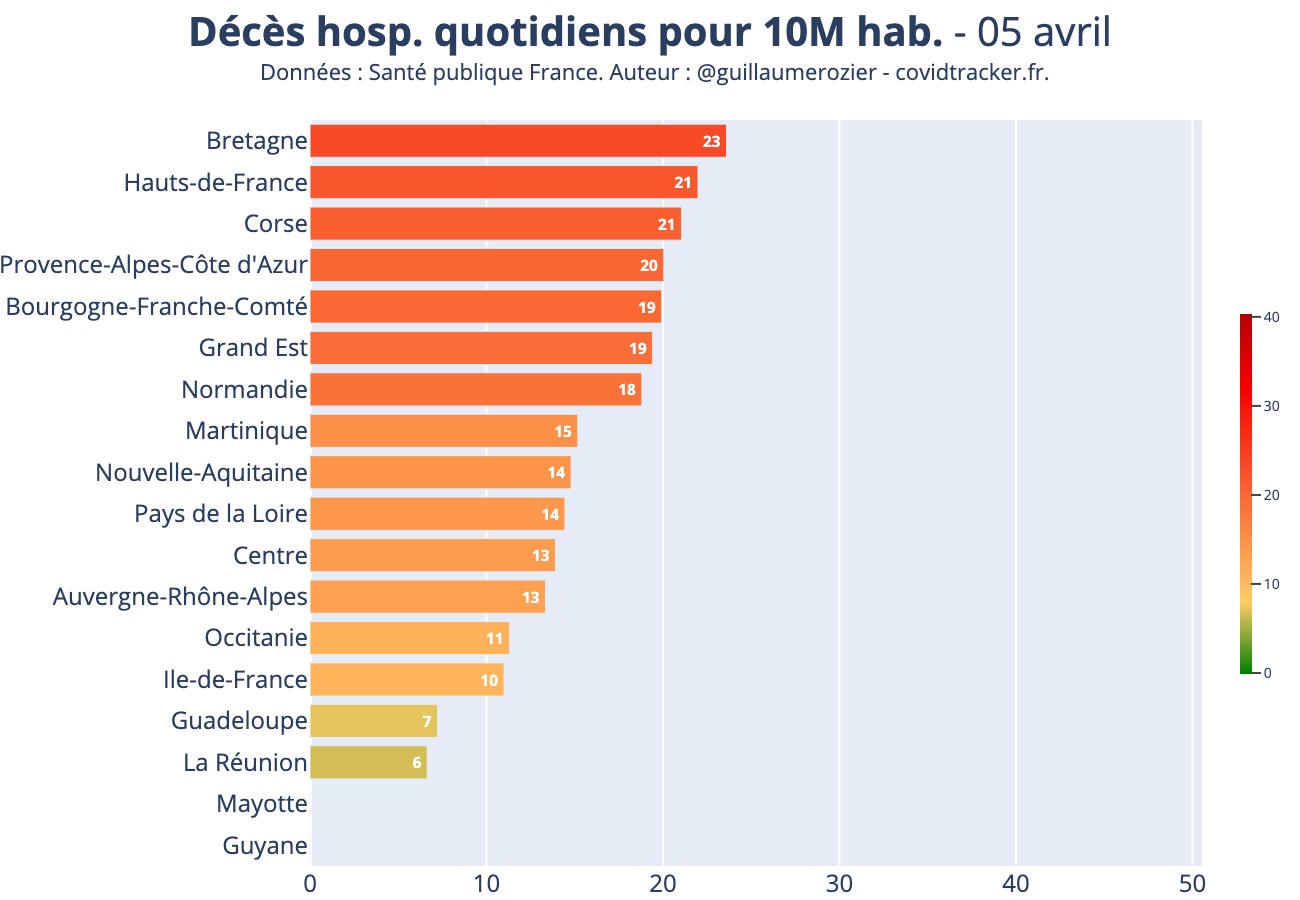 Décès hosp. quotidiens pour 10M hab. - 05 avril
Données : Santé publique France. Auteur : @guillaumerozier - covidtracker.fr.
Bretagne 23
Hauts-de-France 21
Corse 21
Provence-Alpes-Côte d'Azur 20
Bourgogne-Franche-Comté 19
Grand Est 19
Normandie 18
Martinique 15
Nouvelle-Aquitaine 14
Pays de la Loire 14
Centre 13
Auvergne-Rhône-Alpes 13
Occitanie 11
Ile-de-France 10
Guadeloupe 7
La Réunion 6
Mayotte
Guyane
0 10 20 30 40 50
40
30
20
10
0